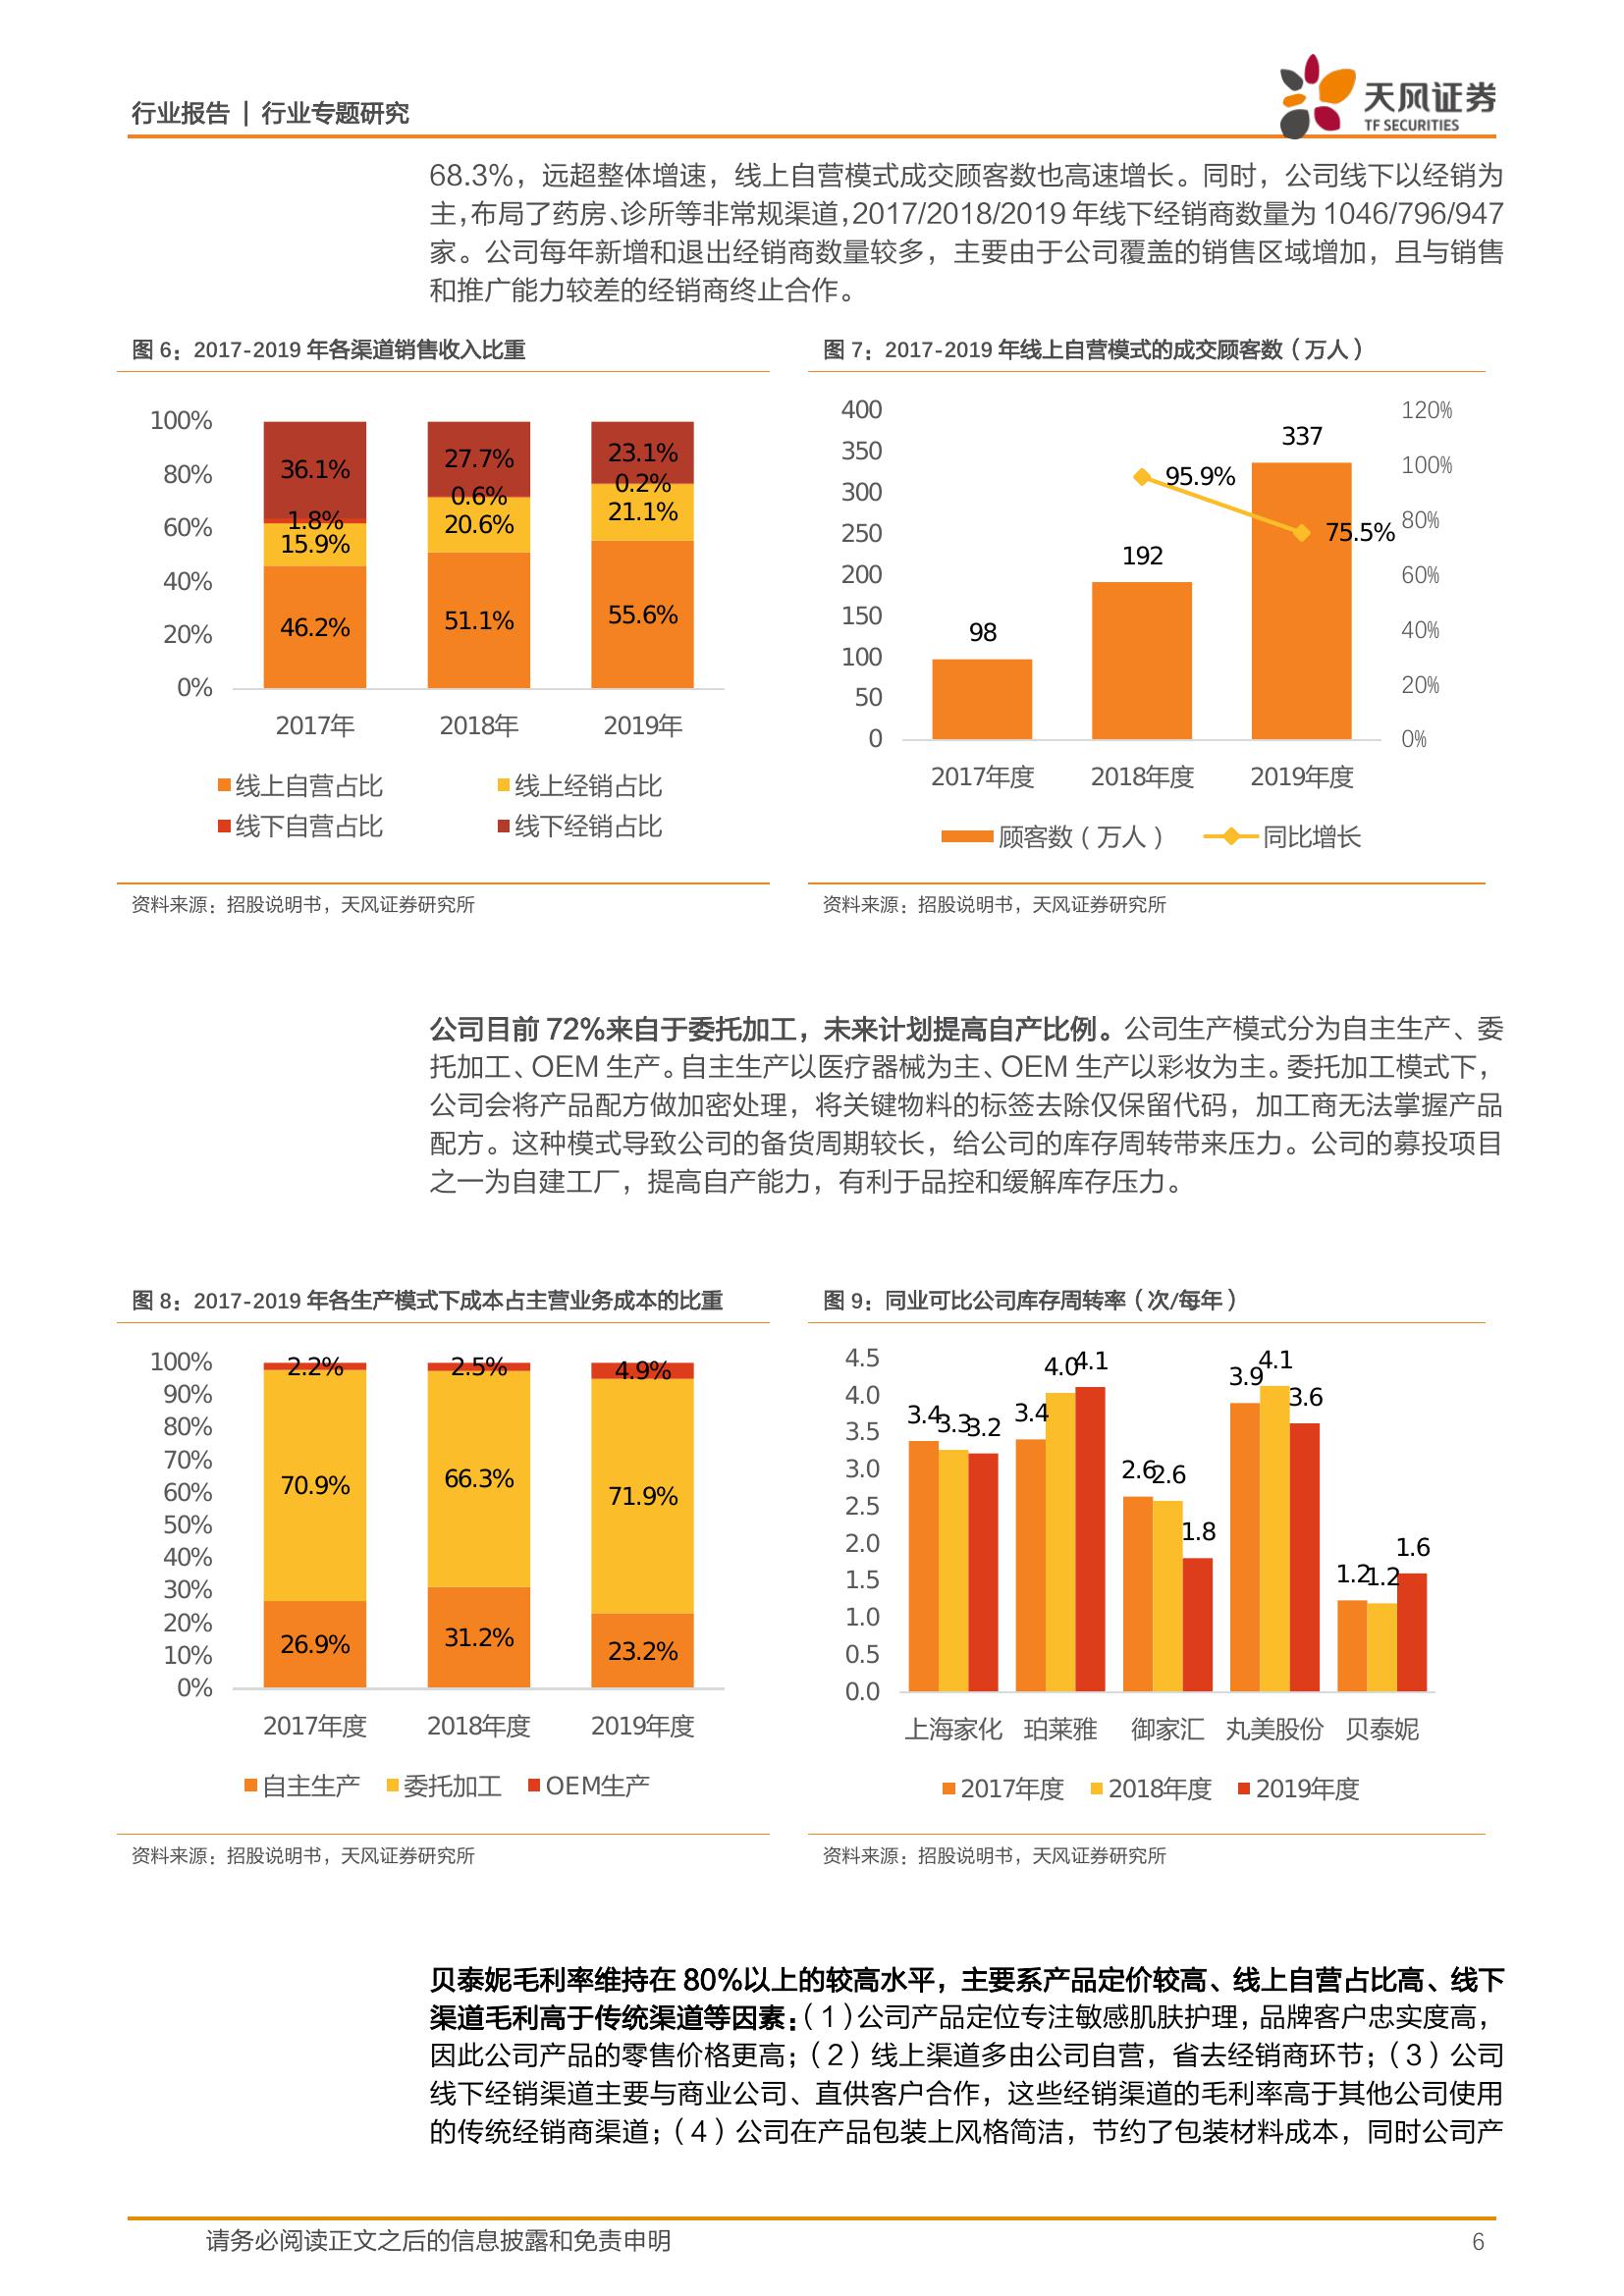 行业报告 | 行业专题研究
天风证券
TF SECURITIES
68.3%，远超整体增速，线上自营模式成交顾客数也高速增长。同时，公司线下以经销为
主，布局了药房、诊所等非常规渠道，2017/2018/2019 年线下经销商数量为 1046/796/947
家。公司每年新增和退出经销商数量较多，主要由于公司覆盖的销售区域增加，且与销售
和推广能力较差的经销商终止合作。
图 6：2017-2019 年各渠道销售收入比重
100%
80%
60%
40%
20%
0%
36.1%
1.8%
15.9%
46.2%
27.7%
0.6%
20.6%
51.1%
23.1%
0.2%
21.1%
55.6%
2017年 2018年 2019年
线上自营占比 线上经销占比
线下自营占比 线下经销占比
资料来源：招股说明书，天风证券研究所
图 7：2017-2019 年线上自营模式的成交顾客数（万人）
400
350
300
250
200
150
100
50
0
98
192
337
95.9%
75.5%
120%
100%
80%
60%
40%
20%
0%
2017年度 2018年度 2019年度
顾客数（万人） 同比增长
资料来源：招股说明书，天风证券研究所
公司目前 72%来自于委托加工，未来计划提高自产比例。公司生产模式分为自主生产、委
托加工、OEM 生产。自主生产以医疗器械为主、OEM 生产以彩妆为主。委托加工模式下，
公司会将产品配方做加密处理，将关键物料的标签去除仅保留代码，加工商无法掌握产品
配方。这种模式导致公司的备货周期较长，给公司的库存周转带来压力。公司的募投项目
之一为自建工厂，提高自产能力，有利于品控和缓解库存压力。
图 8：2017-2019 年各生产模式下成本占主营业务成本的比重
100%
90%
80%
70%
60%
50%
40%
30%
20%
10%
0%
2.2%
70.9%
26.9%
2.5%
66.3%
31.2%
4.9%
71.9%
23.2%
2017年度 2018年度 2019年度
自主生产 委托加工 OEM生产
资料来源：招股说明书，天风证券研究所
图 9：同业可比公司库存周转率（次/每年）
4.5
4.0
3.5
3.0
2.5
2.0
1.5
1.0
0.5
0.0
3.4 3.3 3.2
3.4 4.0 4.1
2.6 2.6 1.8
3.9 4.1 3.6
1.2 1.2 1.6
上海家化 珀莱雅 御家汇 丸美股份 贝泰妮
2017年度 2018年度 2019年度
资料来源：招股说明书，天风证券研究所
贝泰妮毛利率维持在 80%以上的较高水平，主要系产品定价较高、线上自营占比高、线下
渠道毛利高于传统渠道等因素：（1）公司产品定位专注敏感肌肤护理，品牌客户忠实度高，
因此公司产品的零售价格更高；（2）线上渠道多由公司自营，省去经销商环节；（3）公司
线下经销渠道主要与商业公司、直供客户合作，这些经销渠道的毛利率高于其他公司使用
的传统经销商渠道；（4）公司在产品包装上风格简洁，节约了包装材料成本，同时公司产
请务必阅读正文之后的信息披露和免责申明
6